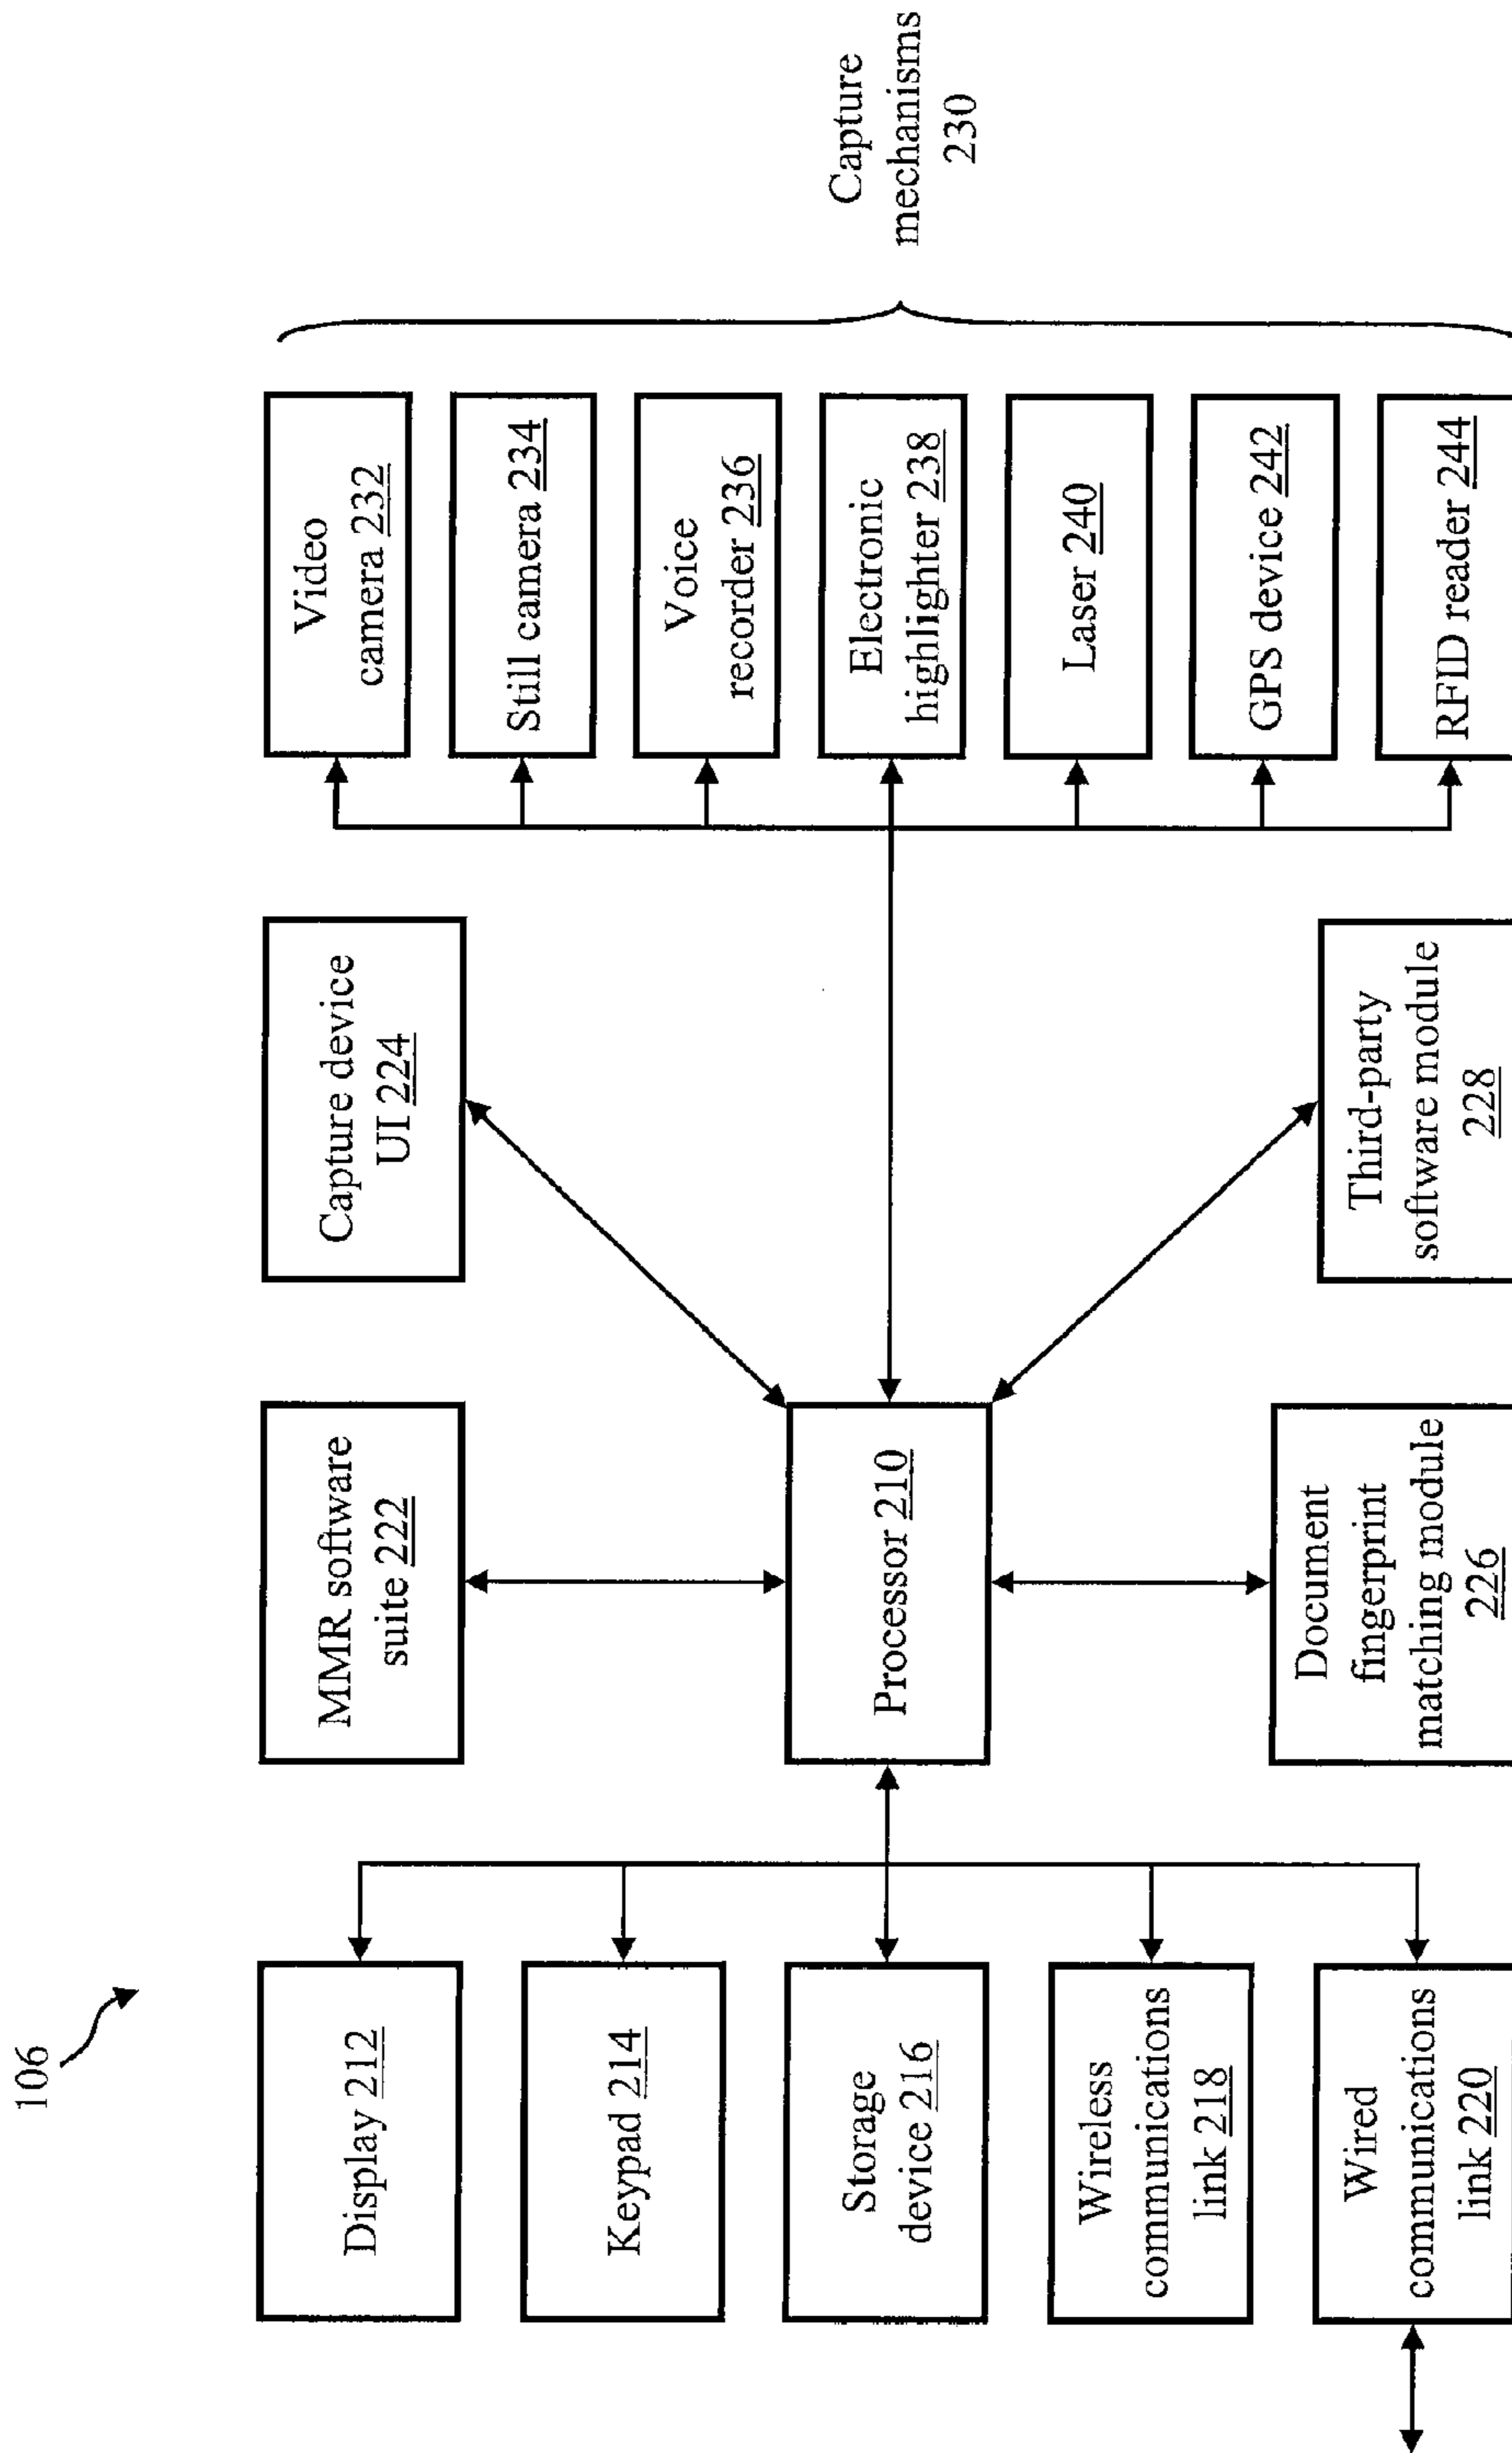 106
Display 212
Keypad 214
Storage
device 216
Wireless
communications
link 218
Wired
communications
link 220
MMR software
suite 222
Processor 210
Document
fingerprint
matching module
226
Capture device
UI 224
Third-party
software module
228
Video
camera 232
Still camera 234
Voice
recorder 236
Electronic
highlighter 238
Laser 240
GPS device 242
RFID reader 244
Capture
mechanisms
230